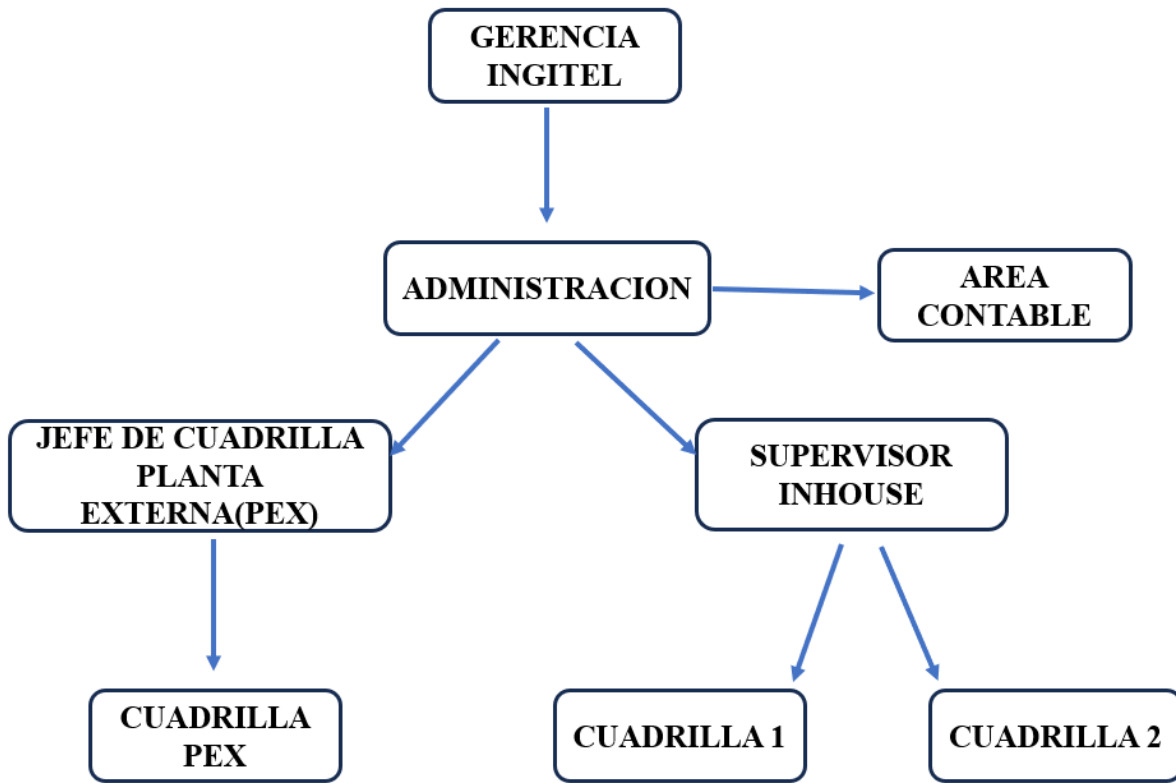 GERENCIA
INGITEL
ADMINISTRACION
AREA
CONTABLE
JEFE DE CUADRILLA
PLANTA
EXTERNA(PEX)
SUPERVISOR
INHOUSE
CUADRILLA
PEX
CUADRILLA 1
CUADRILLA 2